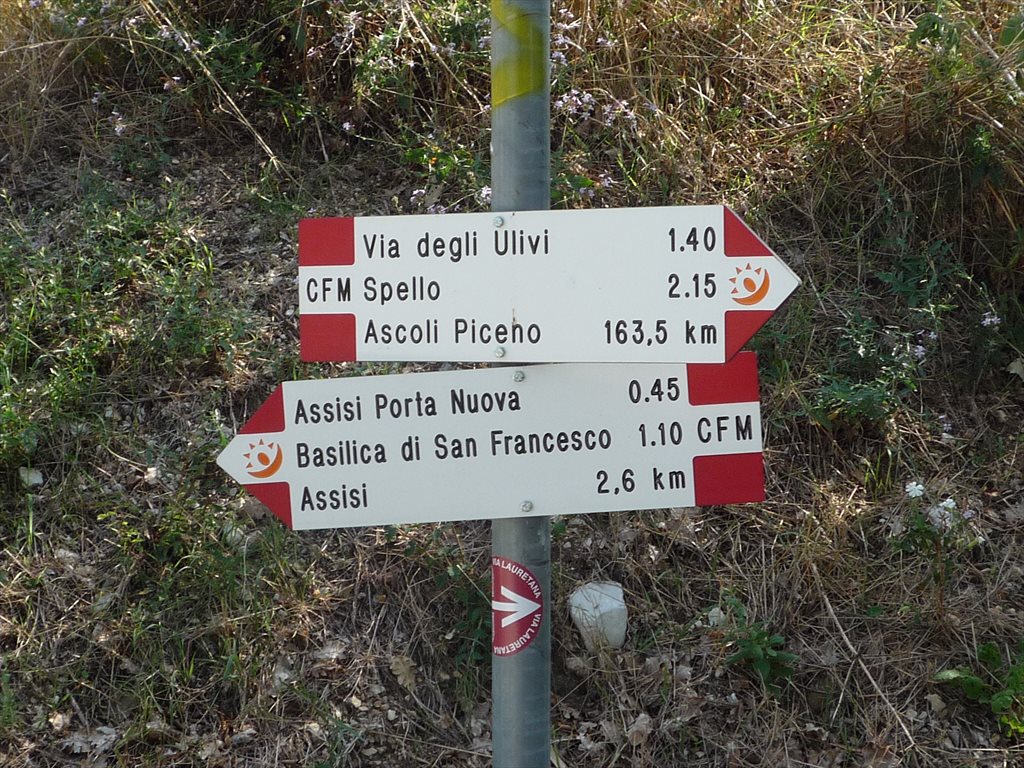 Via degli Ulivi 1.40
CFM Spello 2.15
Ascoli Piceno 163,5 km
Assisi Porta Nuova 0.45
Basilica di San Francesco 1.10 CFM
Assisi 2,6 km
VIA LAURETANA
VIA LAURETANA